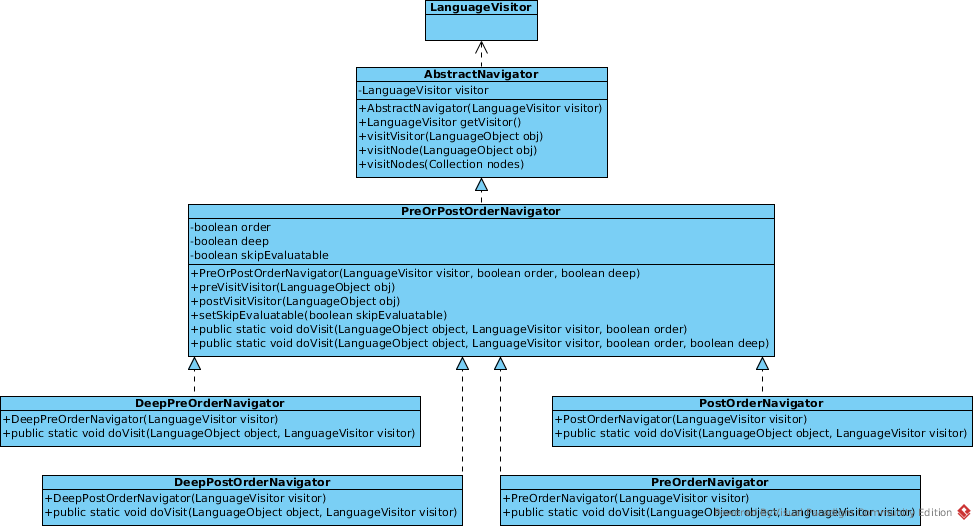 LanguageVisitor
AbstractNavigator
-LanguageVisitor visitor
+AbstractNavigator(LanguageVisitor visitor)
+LanguageVisitor getVisitor()
+visitVisitor(LanguageObject obj)
+visitNode(LanguageObject obj)
+visitNodes(Collection nodes)
PreOrPostOrderNavigator
-boolean order
-boolean deep
-boolean skipEvaluatable
+PreOrPostOrderNavigator(LanguageVisitor visitor, boolean order, boolean deep)
+preVisitVisitor(LanguageObject obj)
+postVisitVisitor(LanguageObject obj)
+setSkipEvaluatable(boolean skipEvaluatable)
+public static void doVisit(LanguageObject object, LanguageVisitor visitor, boolean order)
+public static void doVisit(LanguageObject object, LanguageVisitor visitor, boolean order, boolean deep)
DeepPreOrderNavigator
+DeepPreOrderNavigator(LanguageVisitor visitor)
+public static void doVisit(LanguageObject object, LanguageVisitor visitor)
PostOrderNavigator
+PostOrderNavigator(LanguageVisitor visitor)
+public static void doVisit(LanguageObject object, LanguageVisitor visitor)
DeepPostOrderNavigator
+DeepPostOrderNavigator(LanguageVisitor visitor)
+public static void doVisit(LanguageObject object, LanguageVisitor visitor)
PreOrderNavigator
+PreOrderNavigator(LanguageVisitor visitor)
+public static void doVisit(LanguageObject object, LanguageVisitor visitor)
Edition